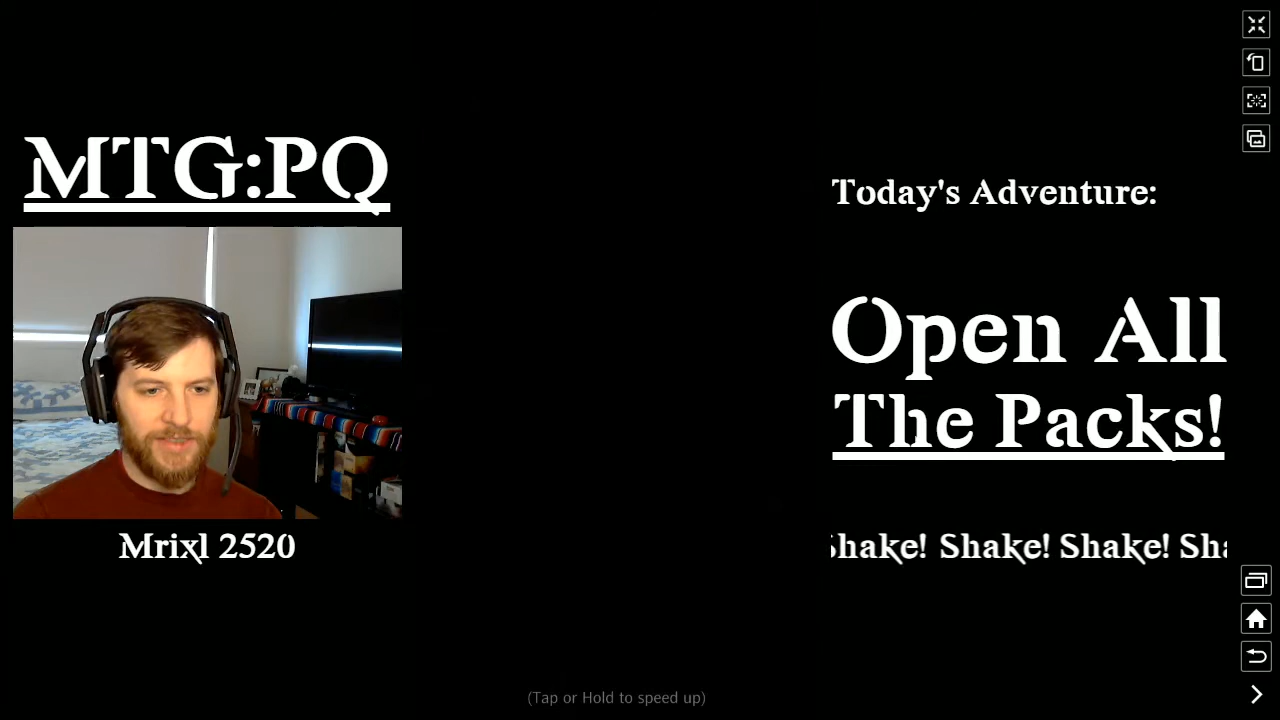 MTG:PQ
Mrixl 2520
Today's Adventure:
Open All
The Packs!
Shake! Shake! Shake! Sha
(Tap or Hold to speed up)